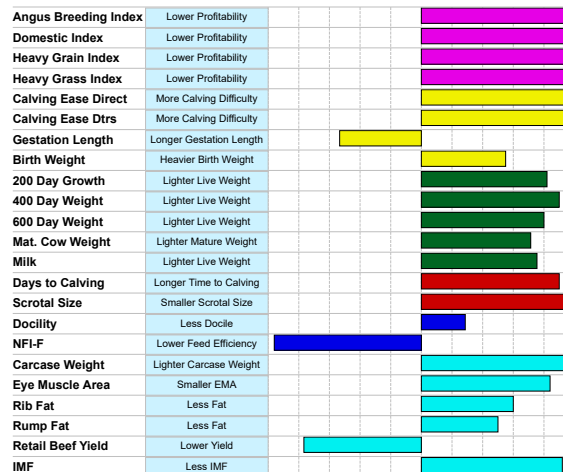 Angus Breeding Index Lower Profitability
Domestic Index Lower Profitability
Heavy Grain Index Lower Profitability
Heavy Grass Index Lower Profitability
Calving Ease Direct More Calving Difficulty
Calving Ease Dtrs More Calving Difficulty
Gestation Length Longer Gestation Length
Birth Weight Heavier Birth Weight
200 Day Growth Lighter Live Weight
400 Day Weight Lighter Live Weight
600 Day Weight Lighter Live Weight
Mat. Cow Weight Lighter Mature Weight
Milk Lighter Live Weight
Days to Calving Longer Time to Calving
Scrotal Size Smaller Scrotal Size
Docility Less Docile
NFI-F Lower Feed Efficiency
Carcase Weight Lighter Carcase Weight
Eye Muscle Area Smaller EMA
Rib Fat Less Fat
Rump Fat Less Fat
Retail Beef Yield Lower Yield
IMF Less IMF